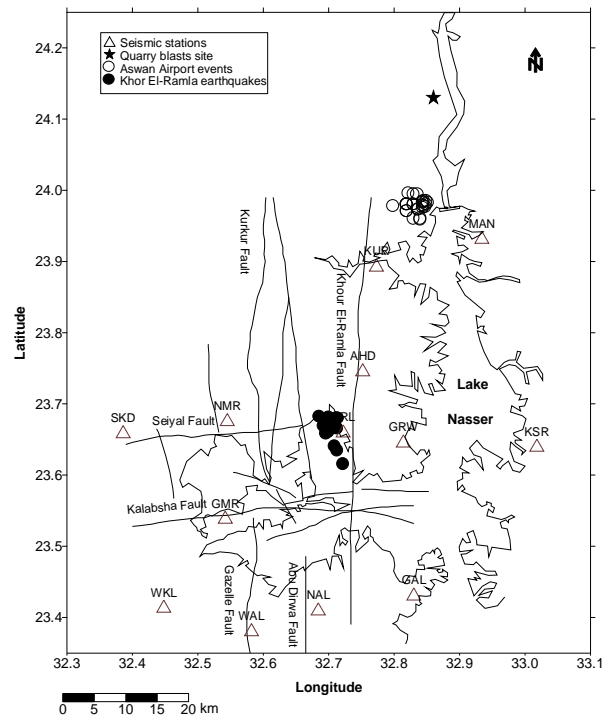 Seismic stations
Quarry blasts site
Aswan Airport events
Khor El-Ramla earthquakes
N
24.2
24.1
24.0
23.9
23.8
23.7
23.6
23.5
23.4
Latitude
MAN
KUR
Kurkur Fault
Khour El-Ramla Fault
AHD
Lake
Nasser
NMR
SKD
Seiyal Fault
GRW
KSR
Kalabsha Fault
GMR
Gazelle Fault
Abu Dirwa Fault
WKL
WAL
NAL
GAL
32.3
32.4
32.5
32.6
32.7
32.8
32.9
33.0
33.1
Longitude
0 5 10 15 20 km